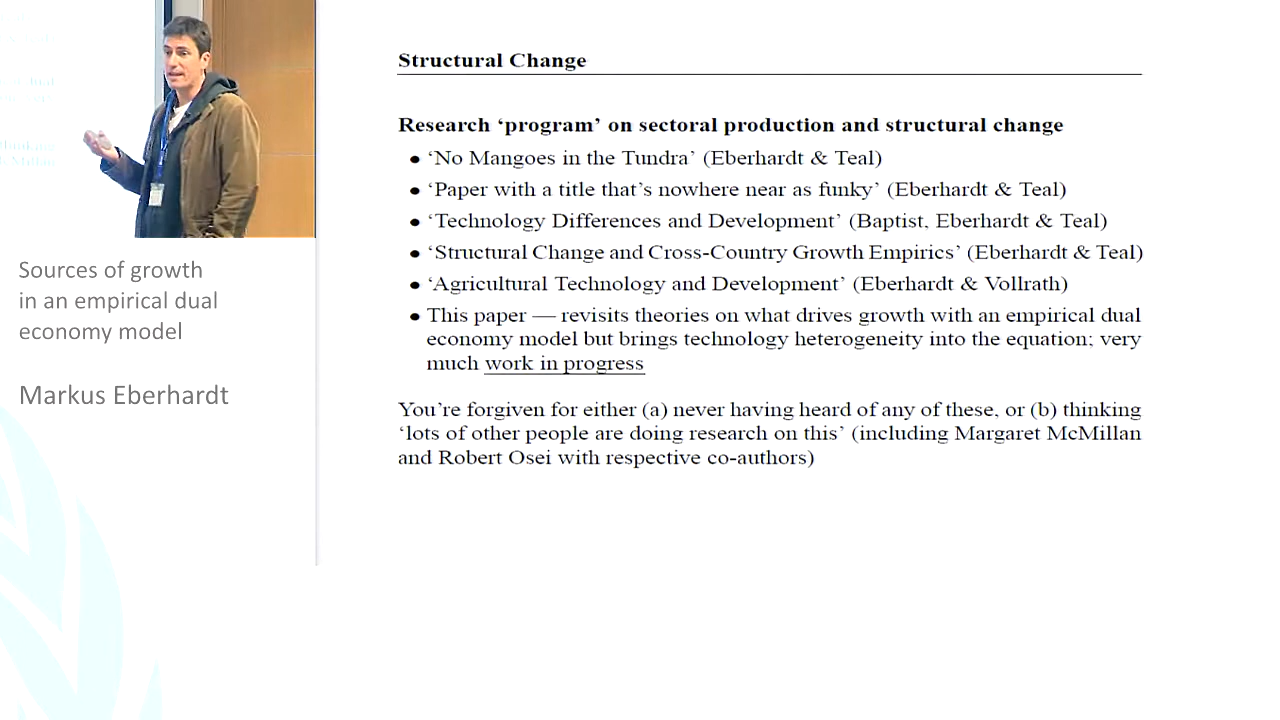 Structural Change
Research ‘program’ on sectoral production and structural change
● ‘No Mangoes in the Tundra’ (Eberhardt & Teal)
● ‘Paper with a title that’s nowhere near as funky’ (Eberhardt & Teal)
● ‘Technology Differences and Development’ (Baptist, Eberhardt & Teal)
● ‘Structural Change and Cross-Country Growth Empirics’ (Eberhardt & Teal)
● ‘Agricultural Technology and Development’ (Eberhardt & Vollrath)
● This paper — revisits theories on what drives growth with an empirical dual
economy model but brings technology heterogeneity into the equation; very
much work in progress
You’re forgiven for either (a) never having heard of any of these, or (b) thinking
‘lots of other people are doing research on this’ (including Margaret McMillan
and Robert Osei with respective co-authors)
Sources of growth
in an empirical dual
economy model
Markus Eberhardt